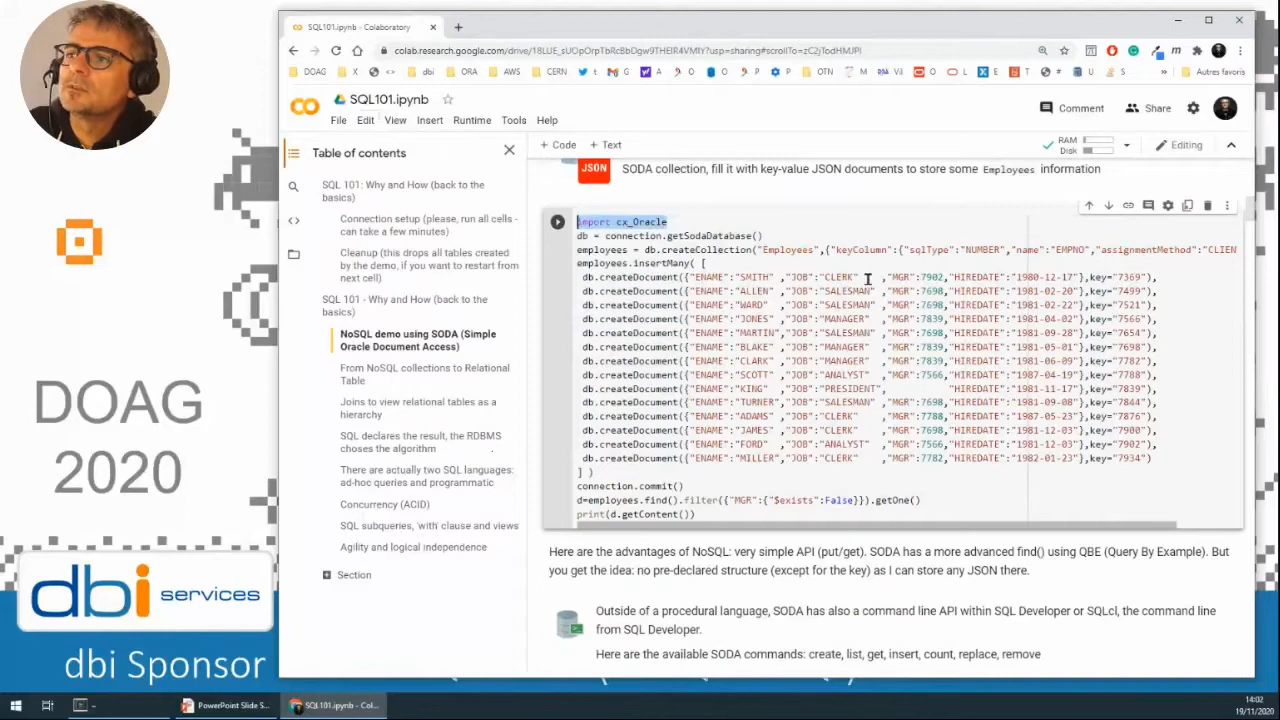 SQL101.ipynb - Colaboratory
colab.research.google.com/drive/18LUE_sUOpOrpTbRcBbDgw9THEIR4VMIY?usp=sharing#scrollTo=zC2jTodHMJPI
DOAG X <> dbi ORA AWS CERN t G A O O P OTN M Vil O L E T # U S » Autres favoris
SQL101.ipynb
Comment Share
File Edit View Insert Runtime Tools Help
Table of contents
+ Code + Text
RAM
Disk
Editing
SQL 101: Why and How (back to the
basics)
Connection setup (please, run all cells -
can take a few minutes)
Cleanup (this drops all tables created
by the demo, if you want to restart from
next cell)
SQL 101 - Why and How (back to the
basics)
NoSQL demo using SODA (Simple
Oracle Document Access)
From NoSQL collections to Relational
Table
Joins to view relational tables as a
hierarchy
SQL declares the result, the RDBMS
choses the algorithm
There are actually two SQL languages:
ad-hoc queries and programmatic
Concurrency (ACID)
SQL subqueries, 'with' clause and views
Agility and logical independence
Section
JSON
SODA collection, fill it with key-value JSON documents to store some Employees information
import cx_Oracle
db = connection.getSodaDatabase()
employees = db.createCollection("Employees",{"keyColumn":{"sqlType":"NUMBER","name":"EMPNO","assignmentMethod":"CLIEN
employees.insertMany( [
db.createDocument({"ENAME":"SMITH" ,"JOB":"CLERK" ,"MGR":7902,"HIREDATE":"1980-12-17"},key="7369"),
db.createDocument({"ENAME":"ALLEN" ,"JOB":"SALESMAN" ,"MGR":7698,"HIREDATE":"1981-02-20"},key="7499"),
db.createDocument({"ENAME":"WARD" ,"JOB":"SALESMAN" ,"MGR":7698,"HIREDATE":"1981-02-22"},key="7521"),
db.createDocument({"ENAME":"JONES" ,"JOB":"MANAGER" ,"MGR":7839,"HIREDATE":"1981-04-02"},key="7566"),
db.createDocument({"ENAME":"MARTIN","JOB":"SALESMAN" ,"MGR":7698,"HIREDATE":"1981-09-28"},key="7654"),
db.createDocument({"ENAME":"BLAKE" ,"JOB":"MANAGER" ,"MGR":7839,"HIREDATE":"1981-05-01"},key="7698"),
db.createDocument({"ENAME":"CLARK" ,"JOB":"MANAGER" ,"MGR":7839,"HIREDATE":"1981-06-09"},key="7782"),
db.createDocument({"ENAME":"SCOTT" ,"JOB":"ANALYST" ,"MGR":7566,"HIREDATE":"1987-04-19"},key="7788"),
db.createDocument({"ENAME":"KING" ,"JOB":"PRESIDENT", "HIREDATE":"1981-11-17"},key="7839"),
db.createDocument({"ENAME":"TURNER","JOB":"SALESMAN" ,"MGR":7698,"HIREDATE":"1981-09-08"},key="7844"),
db.createDocument({"ENAME":"ADAMS" ,"JOB":"CLERK" ,"MGR":7788,"HIREDATE":"1987-05-23"},key="7876"),
db.createDocument({"ENAME":"JAMES" ,"JOB":"CLERK" ,"MGR":7698,"HIREDATE":"1981-12-03"},key="7900"),
db.createDocument({"ENAME":"FORD" ,"JOB":"ANALYST" ,"MGR":7566,"HIREDATE":"1981-12-03"},key="7902"),
db.createDocument({"ENAME":"MILLER","JOB":"CLERK" ,"MGR":7782,"HIREDATE":"1982-01-23"},key="7934")
] )
connection.commit()
d=employees.find().filter({"MGR":{"$exists":False}}).getOne()
print(d.getContent())
Here are the advantages of NoSQL: very simple API (put/get). SODA has a more advanced find() using QBE (Query By Example). But
you get the idea: no pre-declared structure (except for the key) as I can store any JSON there.
Outside of a procedural language, SODA has also a command line API within SQL Developer or SQLcl, the command line
from SQL Developer.
Here are the available SODA commands: create, list, get, insert, count, replace, remove
DOAG
2020
dbi services
dbi Sponsor
PowerPoint Slide S...
SQL101.ipynb - Col...
14:02
19/11/2020